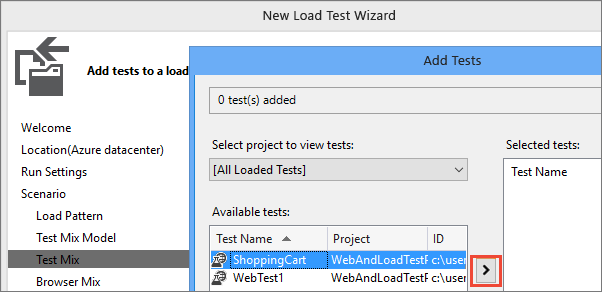 New Load Test Wizard
Add tests to a load
Add Tests
0 test(s) added
Welcome
Location(Azure datacenter)
Run Settings
Scenario
Load Pattern
Test Mix Model
Test Mix
Browser Mix
Select project to view tests:
[All Loaded Tests]
Available tests:
Test Name Project ID
ShoppingCart WebAndLoadTestF c:\user
WebTest1 WebAndLoadTestF c:\user
>
Selected tests:
Test Name